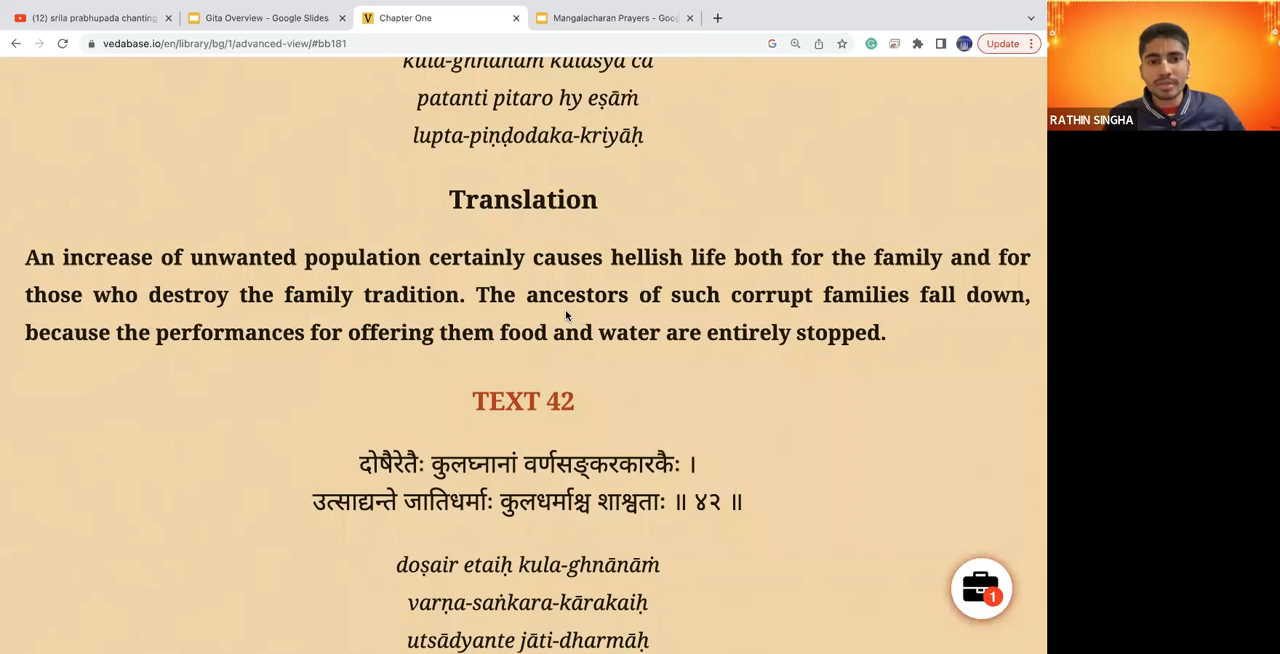 (12) srila prabhupada chanting
Gita Overview - Google Slides
Chapter One
Mangalacharan Prayers - Goo
vedabase.io/en/library/bg/1/advanced-view/#bb181
Update
RATHIN SINGHA
kula-ghnānāṁ kulasya ca
patanti pitaro hy eṣāṁ
lupta-piṇḍodaka-kriyāḥ
Translation
An increase of unwanted population certainly causes hellish life both for the family and for
those who destroy the family tradition. The ancestors of such corrupt families fall down,
because the performances for offering them food and water are entirely stopped.
TEXT 42
दोषैरेतैः कुलघ्नानां वर्णसङ्करकारकैः ।
उत्साद्यन्ते जातिधर्माः कुलधर्माश्च शाश्वताः ॥ ४२ ॥
doṣair etaiḥ kula-ghnānāṁ
varṇa-saṅkara-kārakaiḥ
utsādyante jāti-dharmāḥ
1